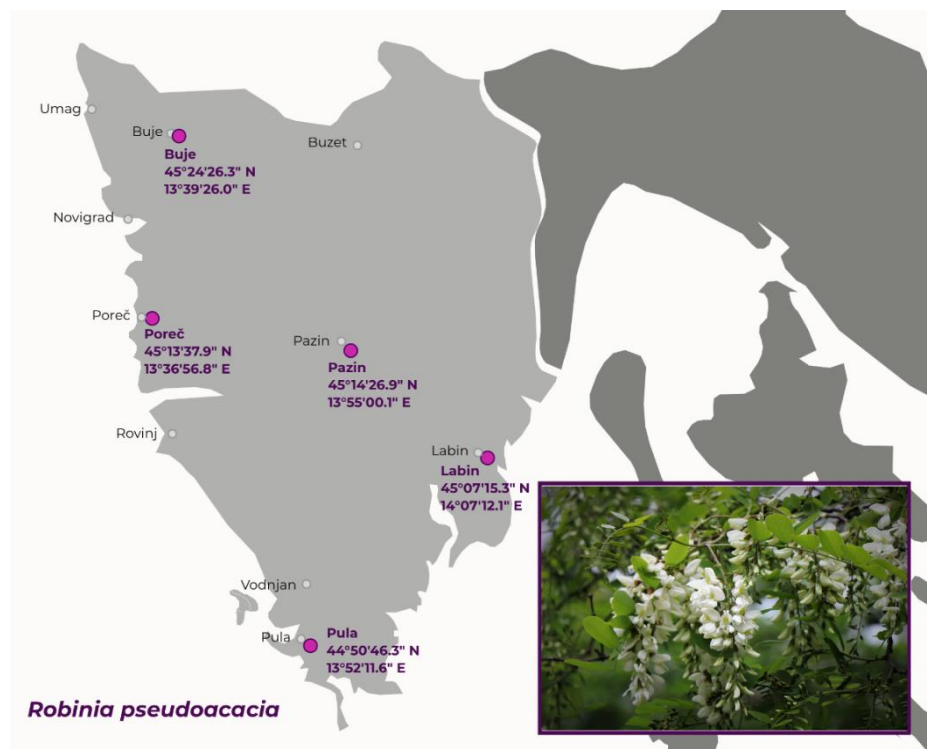 Umag
Buje
Buje
45°24'26.3" N
13°39'26.0" E
Buzet
Novigrad
Poreč
Poreč
45°13'37.9" N
13°36'56.8" E
Pazin
Pazin
45°14'26.9" N
13°55'00.1" E
Rovinj
Labin
Labin
45°07'15.3" N
14°07'12.1" E
Vodnjan
Pula
Pula
44°50'46.3" N
13°52'11.6" E
Robinia pseudoacacia